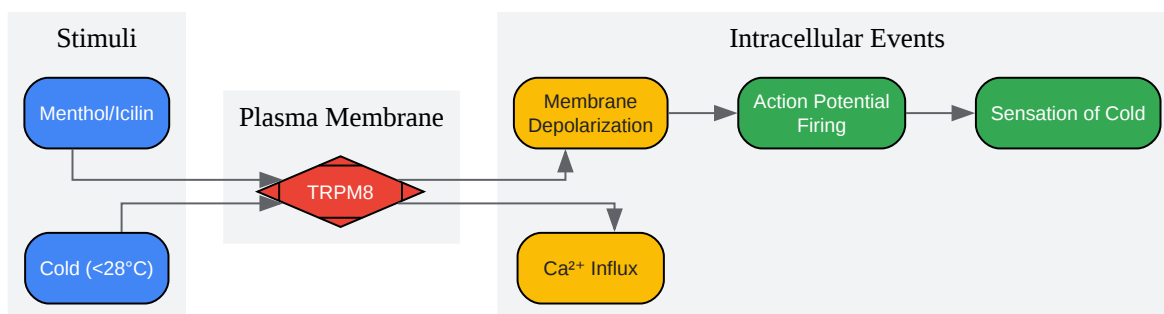 Stimuli
Menthol/Icilin
Cold (<28°C)
Plasma Membrane
TRPM8
Intracellular Events
Membrane
Depolarization
Action Potential
Firing
Sensation of Cold
Ca²⁺ Influx